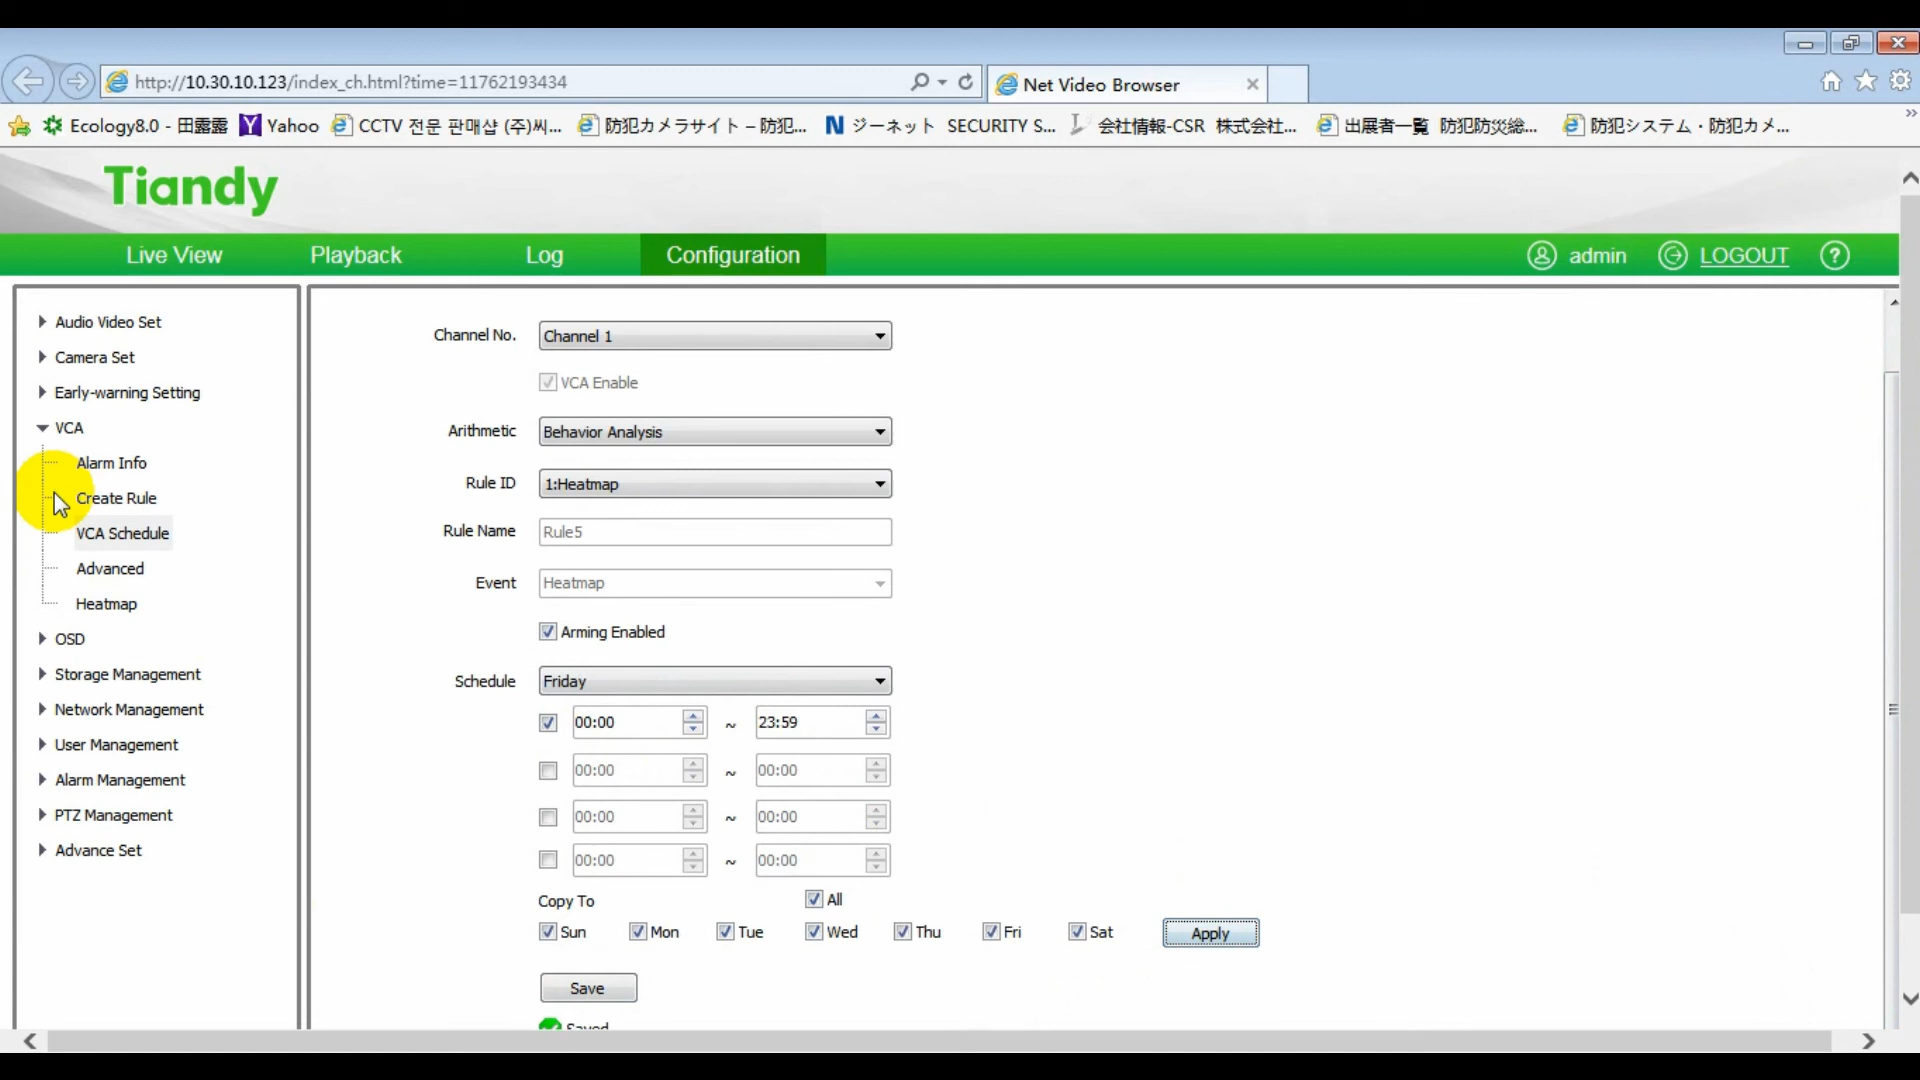 http://10.30.10.123/index_ch.html?time=11762193434
Net Video Browser
Ecology8.0 - 田露露
Yahoo
CCTV 전문 판매샵 (주)씨...
防犯カメラサイト – 防犯...
ジーネット SECURITY S...
会社情報-CSR 株式会社...
出展者一覧 防犯防災総...
防犯システム・防犯カメ...
Tiandy
Live View
Playback
Log
Configuration
admin
LOGOUT
Audio Video Set
Camera Set
Early-warning Setting
VCA
Alarm Info
Create Rule
VCA Schedule
Advanced
Heatmap
OSD
Storage Management
Network Management
User Management
Alarm Management
PTZ Management
Advance Set
Channel No. Channel 1
VCA Enable
Arithmetic Behavior Analysis
Rule ID 1:Heatmap
Rule Name Rule5
Event Heatmap
Arming Enabled
Schedule Friday
00:00 ~ 23:59
00:00 ~ 00:00
00:00 ~ 00:00
00:00 ~ 00:00
Copy To All
Sun Mon Tue Wed Thu Fri Sat Apply
Save
Saved